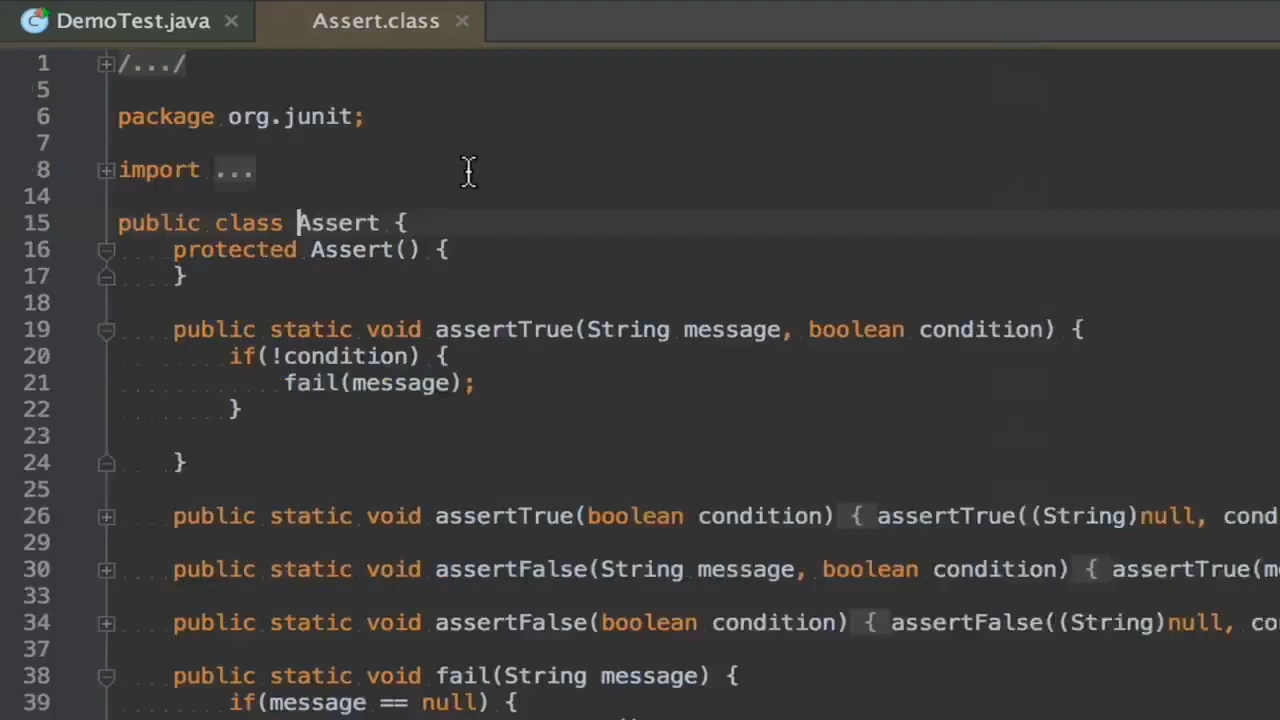 DemoTest.java
Assert.class
1 /.../
5
6 package org.junit;
7
8 import ...
14
15 public class Assert {
16 protected Assert() {
17 }
18
19 public static void assertTrue(String message, boolean condition) {
20 if(!condition) {
21 fail(message);
22 }
23
24 }
25
26 public static void assertTrue(boolean condition) { assertTrue((String)null, cond
29
30 public static void assertFalse(String message, boolean condition) { assertTrue(m
33
34 public static void assertFalse(boolean condition) { assertFalse((String)null, co
37
38 public static void fail(String message) {
39 if(message == null) {